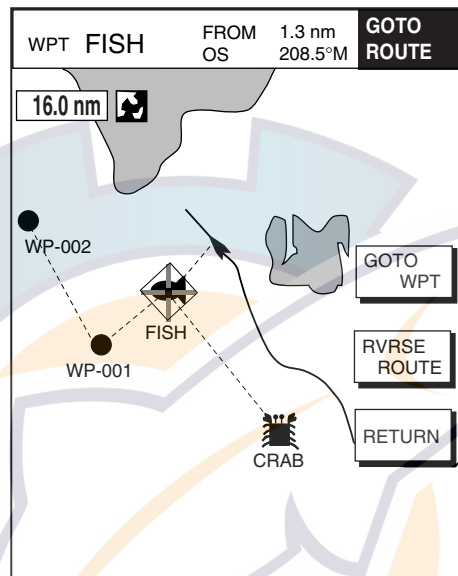 WPT FISH FROM 1.3 nm GOTO
OS 208.5°M ROUTE
16.0 nm
WP-002
GOTO
WPT
FISH
RVRSE
ROUTE
WP-001
RETURN
CRAB